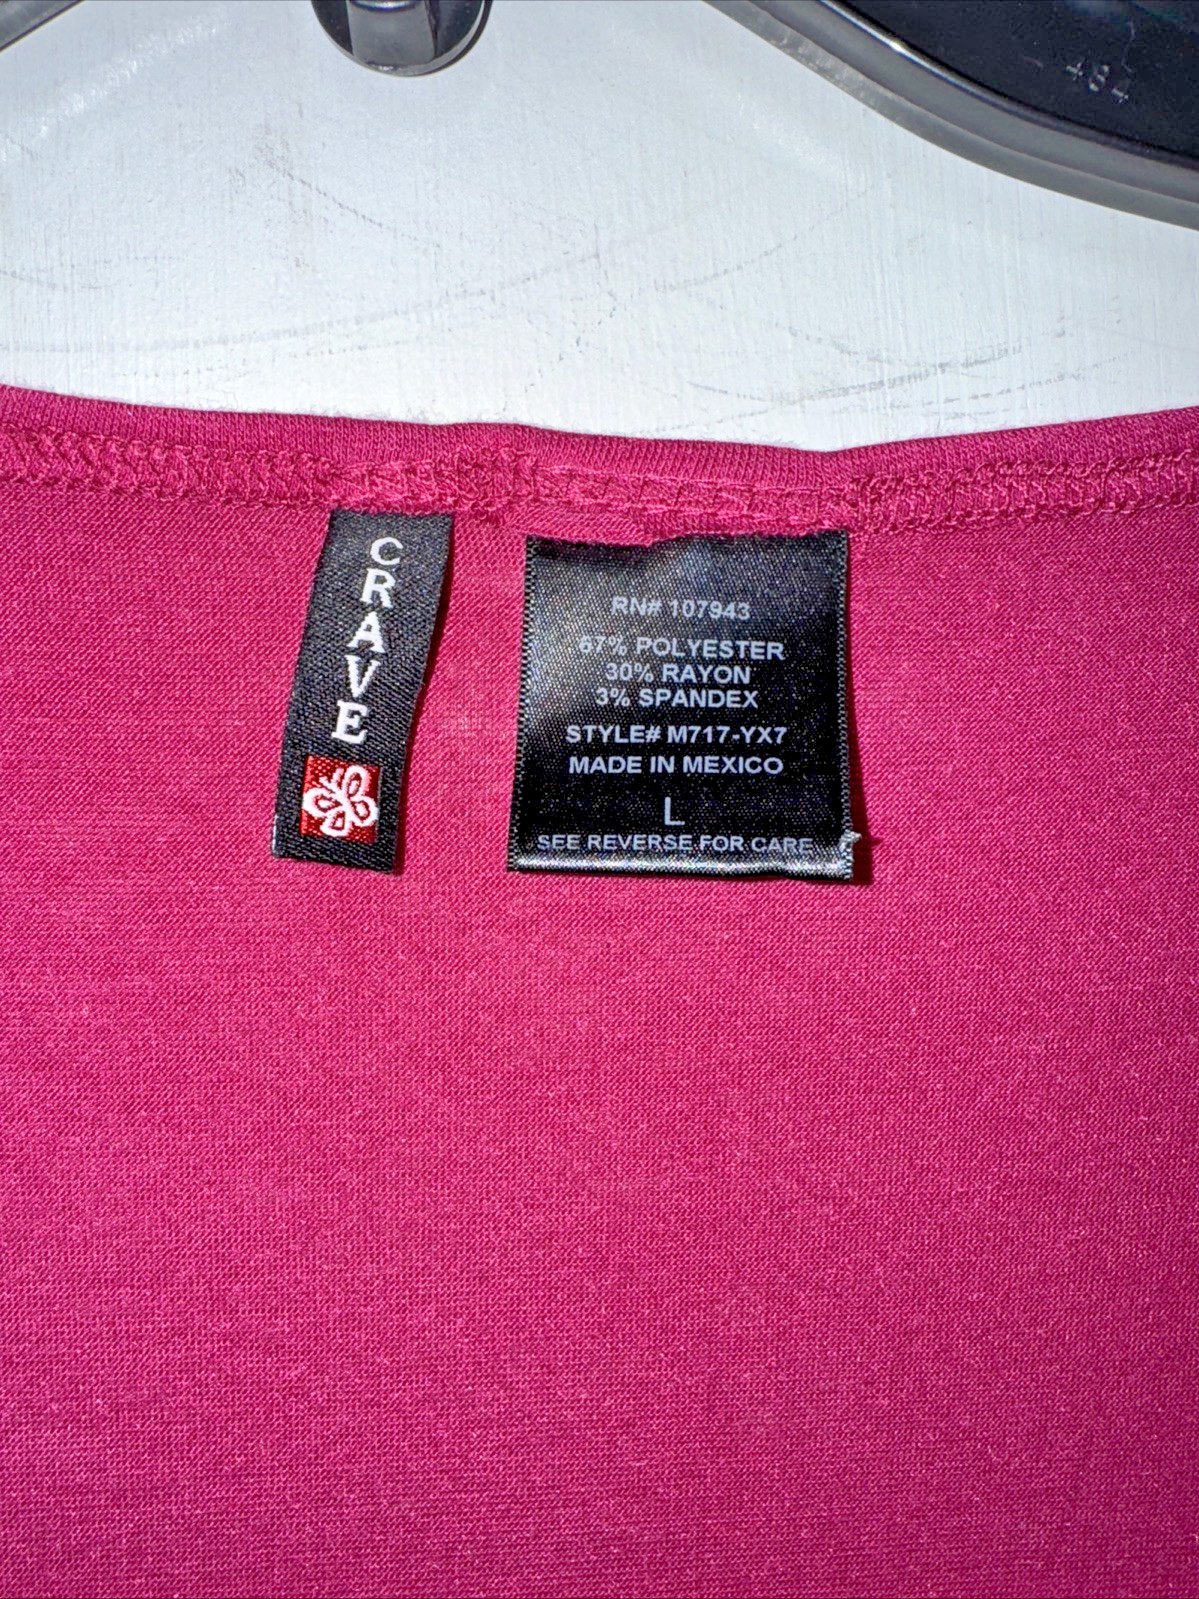 484
CRAVE
RN# 107943
67% POLYESTER
30% RAYON
3% SPANDEX
STYLE# M717-YX7
MADE IN MEXICO
L
SEE REVERSE FOR CARE